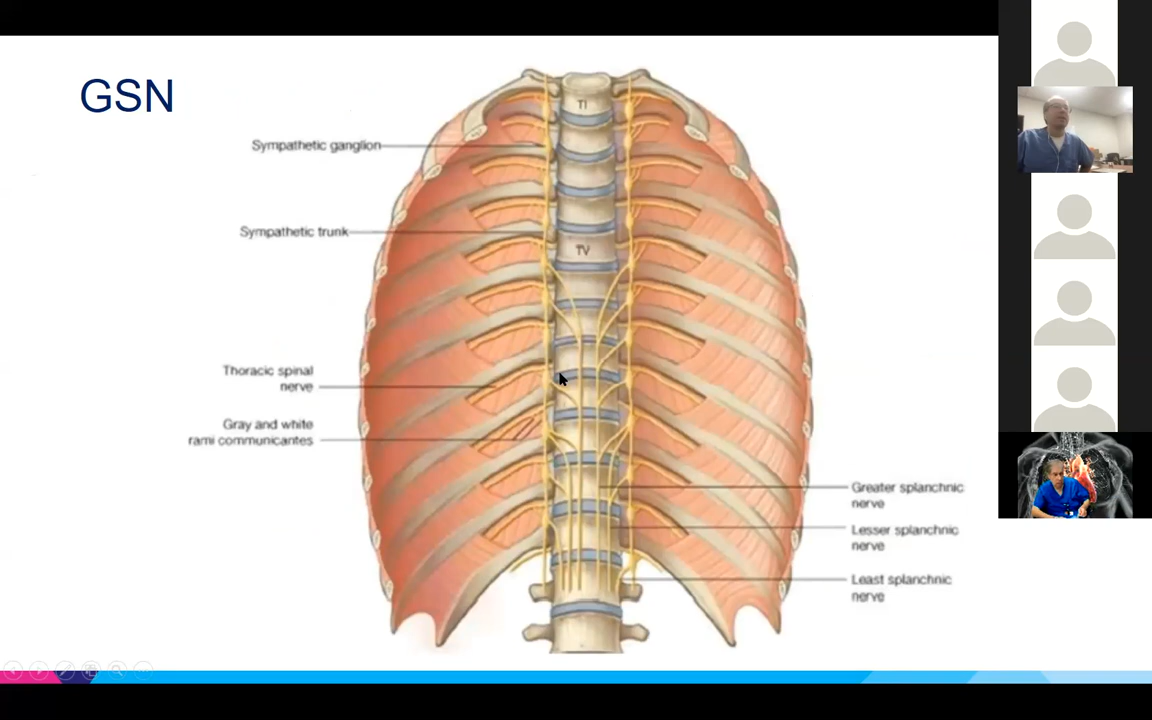 GSN
TI
Sympathetic ganglion
Sympathetic trunk
TV
Thoracic spinal
nerve
Gray and white
rami communicantes
Greater splanchnic
nerve
Lesser splanchnic
nerve
Least splanchnic
nerve